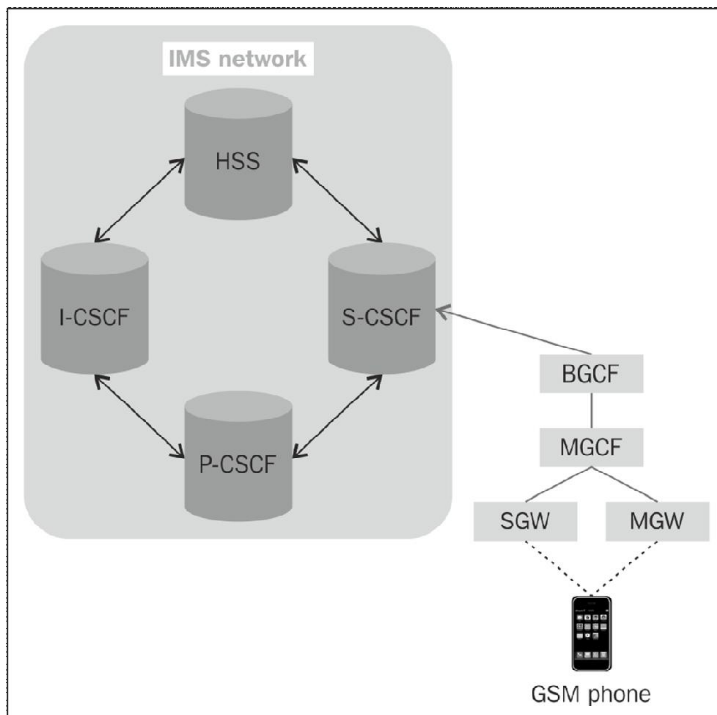 IMS network
HSS
I-CSCF
S-CSCF
P-CSCF
BGCF
MGCF
SGW
MGW
GSM phone